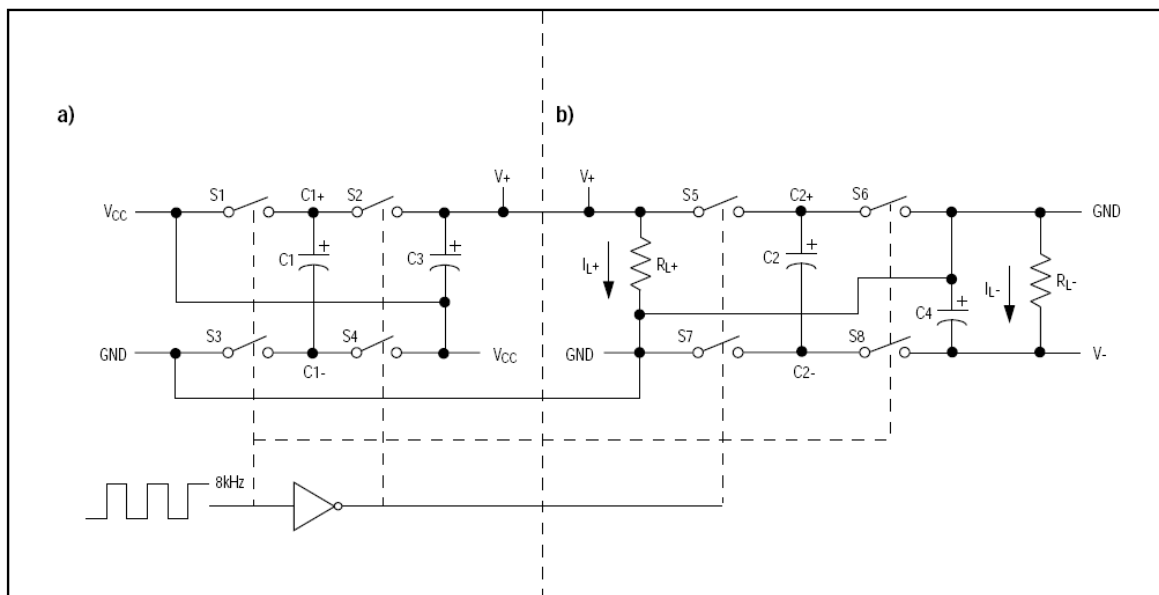 a)
b)
V+
V+
S1
C1+
S2
S5
C2+
S6
VCC
GND
C1
C3
IL+
RL+
C2
IL-
RL-
C4
S3
S4
S7
S8
GND
VCC
GND
V-
C1-
C2-
8kHz